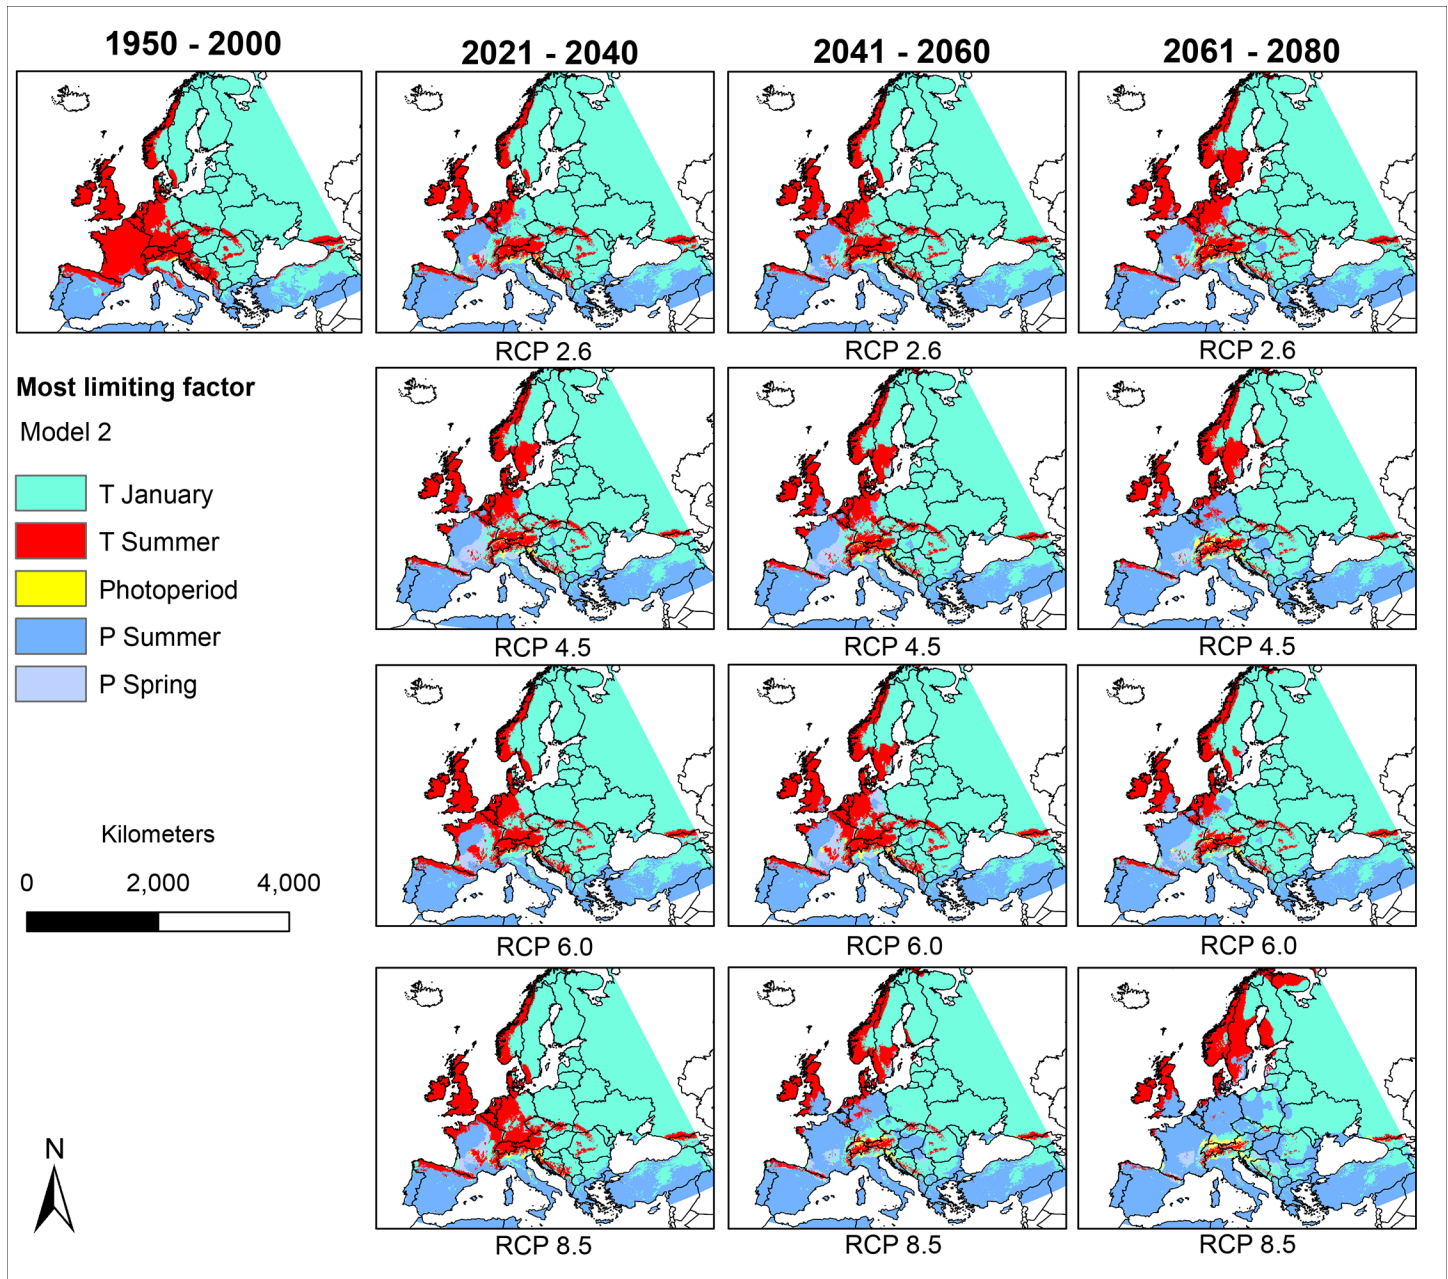 1950 - 2000
2021 - 2040
2041 - 2060
2061 - 2080
RCP 2.6
RCP 2.6
RCP 2.6
Most limiting factor
Model 2
T January
T Summer
Photoperiod
P Summer
P Spring
RCP 4.5
RCP 4.5
RCP 4.5
Kilometers
0 2,000 4,000
RCP 6.0
RCP 6.0
RCP 6.0
N
RCP 8.5
RCP 8.5
RCP 8.5